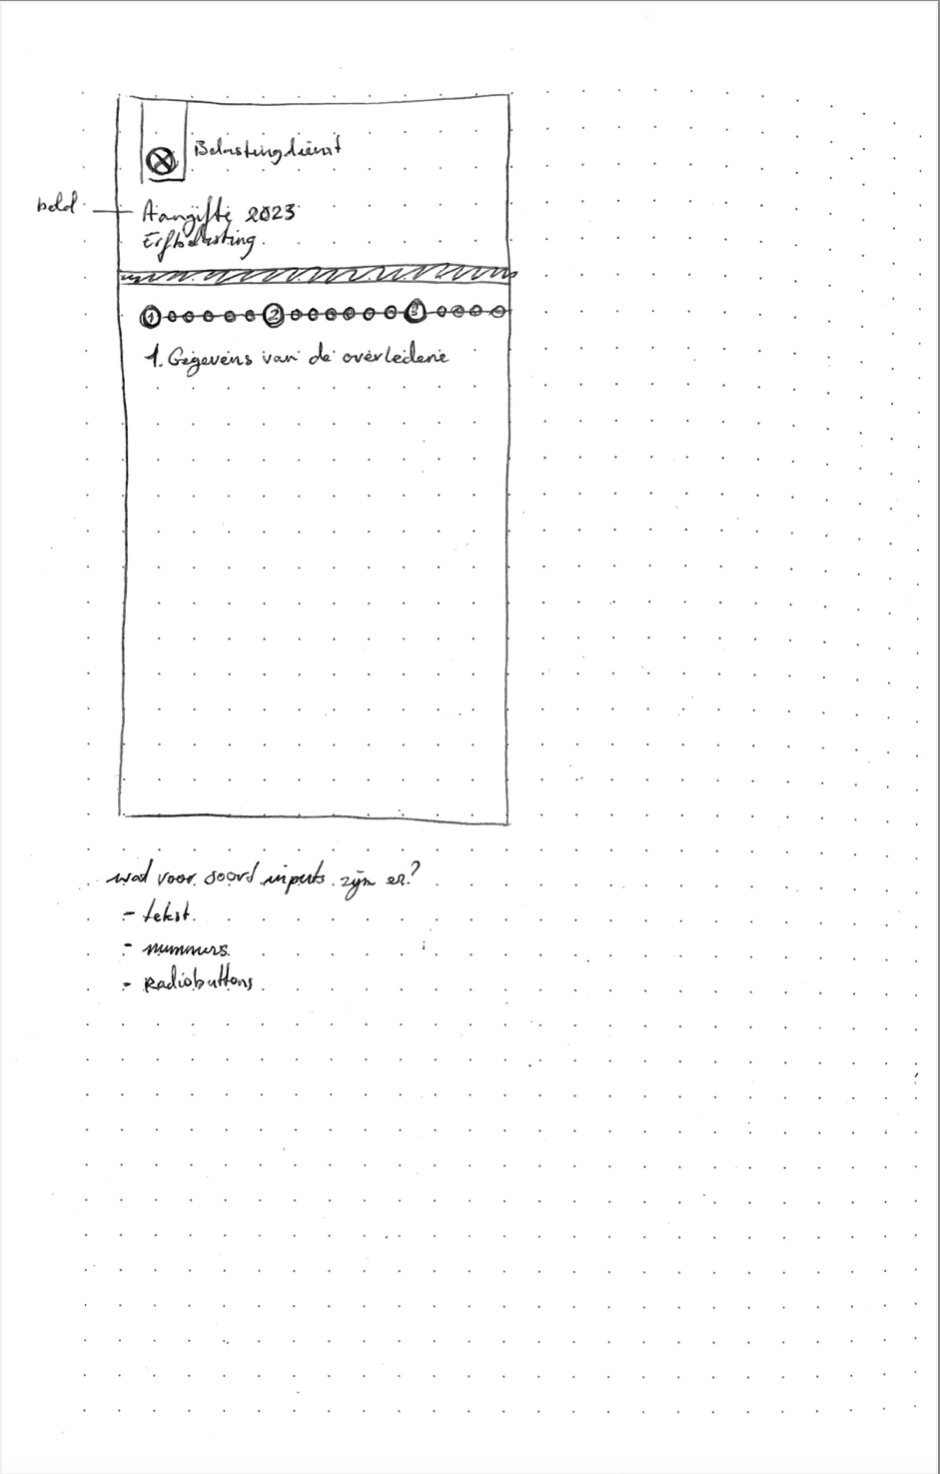 Belastingdienst
bold
Aangifte 2023
Erfbelasting.
1 2 3
1. Gegevens van de overledene
wat voor soort inputs zijn er?
- tekst.
- nummers.
- Radiobuttons.